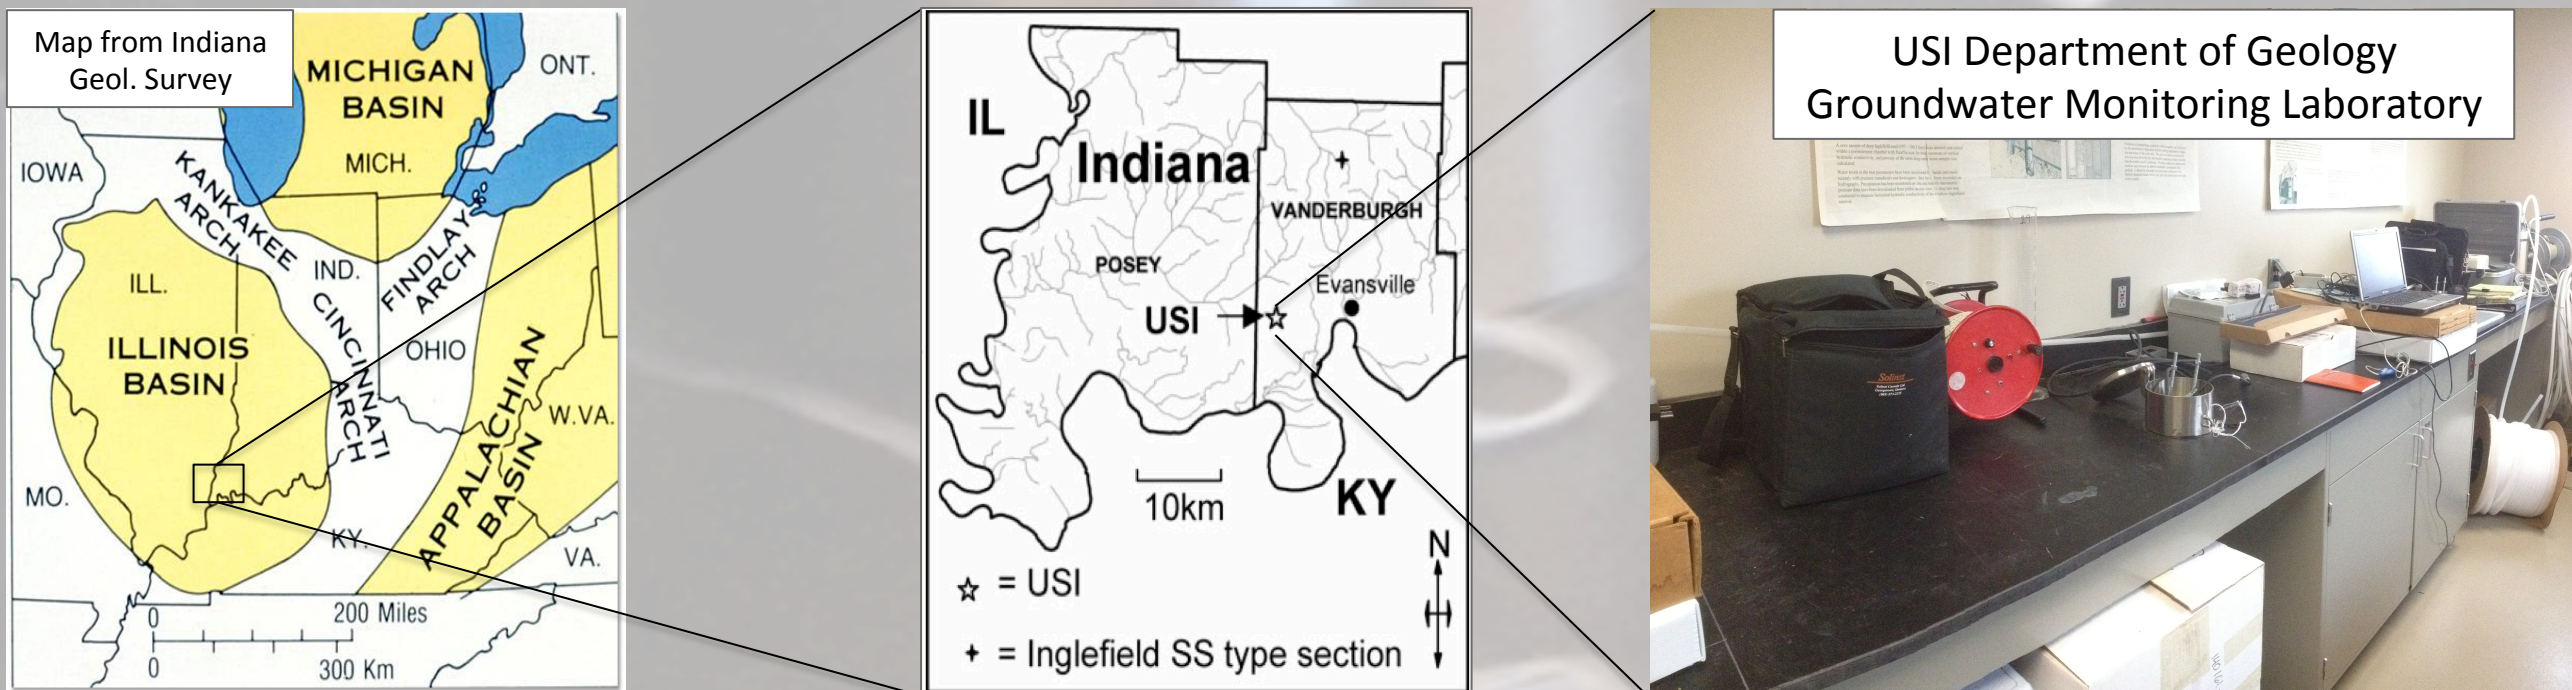 Map from Indiana
Geol. Survey
MICHIGAN
BASIN
ONT.
IOWA
MICH.
KANKAKEE
ARCH
FINDLAY
ARCH
ILL.
IND.
CINCINNATI
ARCH
OHIO
ILLINOIS
BASIN
APPALACHIAN
BASIN
W.VA.
MO.
KY.
VA.
0
200 Miles
0
300 Km
IL
Indiana
VANDERBURGH
POSEY
Evansville
USI
10km
KY
N
= USI
= Inglefield SS type section
USI Department of Geology
Groundwater Monitoring Laboratory
Solinst